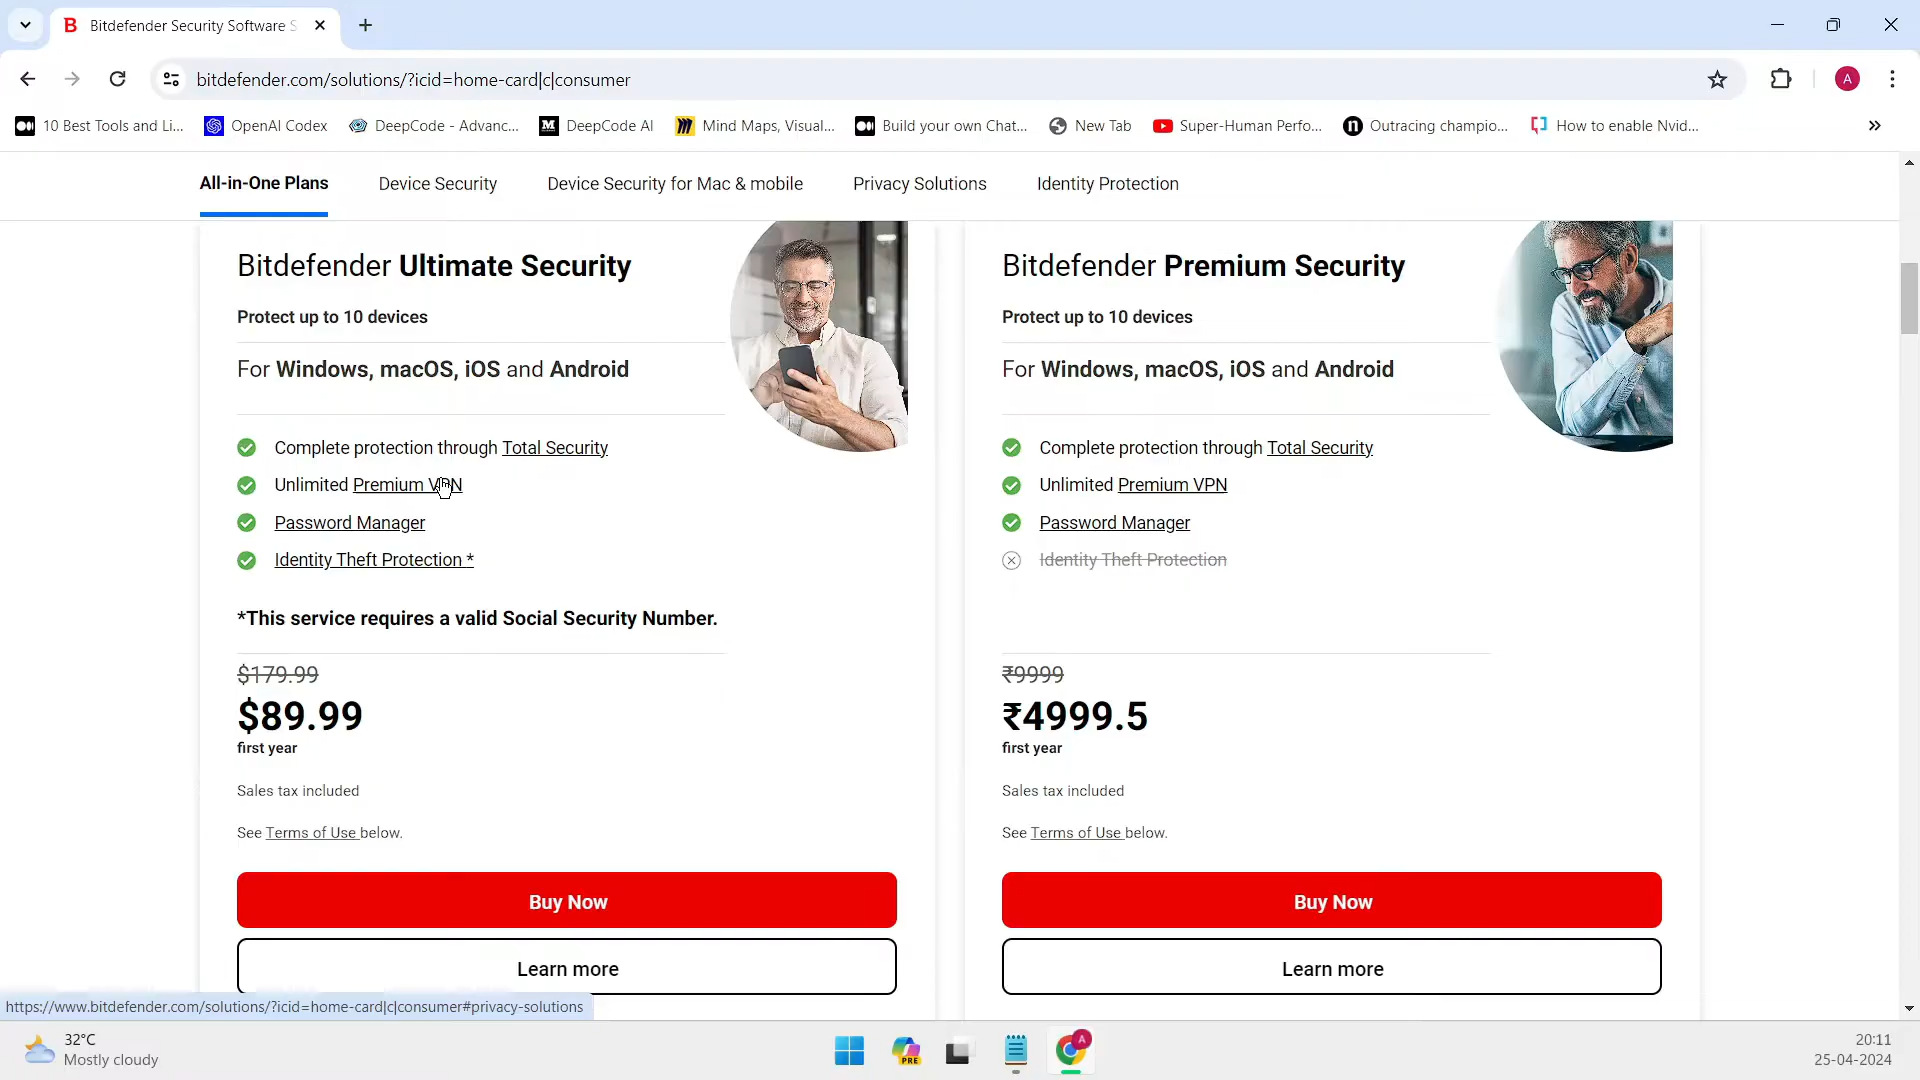 Bitdefender Security Software S
bitdefender.com/solutions/?icid=home-card|c|consumer
A
10 Best Tools and Li...
OpenAI Codex
DeepCode - Advanc...
DeepCode AI
Mind Maps, Visual...
Build your own Chat...
New Tab
Super-Human Perfo...
Outracing champio...
How to enable Nvid...
All-in-One Plans
Device Security
Device Security for Mac & mobile
Privacy Solutions
Identity Protection
Bitdefender Ultimate Security
Protect up to 10 devices
For Windows, macOS, iOS and Android
Complete protection through Total Security
Unlimited Premium VPN
Password Manager
Identity Theft Protection *
*This service requires a valid Social Security Number.
$179.99
$89.99
first year
Sales tax included
See Terms of Use below.
Buy Now
Learn more
Bitdefender Premium Security
Protect up to 10 devices
For Windows, macOS, iOS and Android
Complete protection through Total Security
Unlimited Premium VPN
Password Manager
Identity Theft Protection
₹9999
₹4999.5
first year
Sales tax included
See Terms of Use below.
Buy Now
Learn more
https://www.bitdefender.com/solutions/?icid=home-card|c|consumer#privacy-solutions
32°C
Mostly cloudy
PRE
A
20:11
25-04-2024